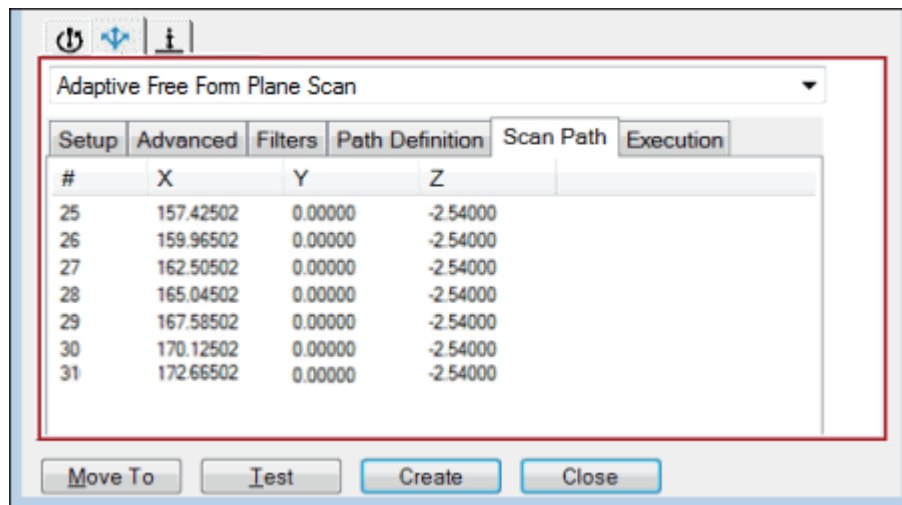 Adaptive Free Form Plane Scan
Setup Advanced Filters Path Definition Scan Path Execution
# X Y Z
25 157.42502 0.00000 -2.54000
26 159.96502 0.00000 -2.54000
27 162.50502 0.00000 -2.54000
28 165.04502 0.00000 -2.54000
29 167.58502 0.00000 -2.54000
30 170.12502 0.00000 -2.54000
31 172.66502 0.00000 -2.54000
Move To Test Create Close